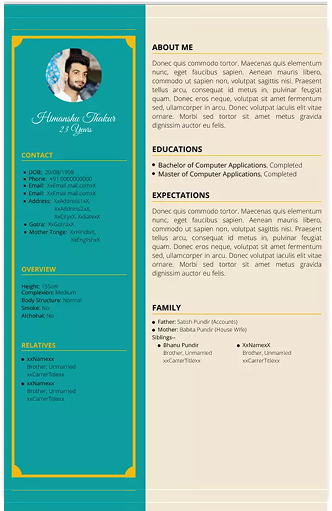 Himanshu Thakur
23 Years
CONTACT
DOB: 20/08/1998
Phone: +91 0000000000
Email: XxEmail.mail.comxX
Email: XxEmail.mail.comxX
Address: XxAddress1xX,
XxAddress2xX,
XxCityxX, XxStatexX
Gotra: XxGotraxX
Mother Tonge: XxHindixX,
XxEnglishxX
OVERVIEW
Height: 155cm
Complexion: Medium
Body Structure: Normal
Smoke: No
Alchohal: No
RELATIVES
xxNamexx
Brother, Unmarried
xxCarrerTitlexx
xxNamexx
Brother, Unmarried
xxCarrerTitlexx
ABOUT ME
Donec quis commodo tortor. Maecenas quis elementum
nunc, eget faucibus sapien. Aenean mauris libero,
commodo ut sapien non, volutpat sagittis nisl. Praesent
tellus arcu, consequat id metus in, pulvinar feugiat
quam. Donec eros neque, volutpat sit amet fermentum
sed, ullamcorper sit amet quam. Donec volutpat iaculis elit vitae
ornare. Morbi sed tortor sit amet metus gravida
dignissim auctor eu felis.
EDUCATIONS
Bachelor of Computer Applications, Completed
Master of Computer Applications, Completed
EXPECTATIONS
Donec quis commodo tortor. Maecenas quis elementum
nunc, eget faucibus sapien. Aenean mauris libero,
commodo ut sapien non, volutpat sagittis nisl. Praesent
tellus arcu, consequat id metus in, pulvinar feugiat
quam. Donec eros neque, volutpat sit amet fermentum
sed, ullamcorper sit amet quam. Donec volutpat iaculis elit vitae
ornare. Morbi sed tortor sit amet metus gravida
dignissim auctor eu felis.
FAMILY
Father: Satish Pundir (Accounts)
Mother: Babita Pundir (House Wife)
Siblings--
Bhanu Pundir
Brother, Unmarried
xxCarrerTitlexx
XxNamexX
Brother, Unmarried
xxCarrerTitlexx